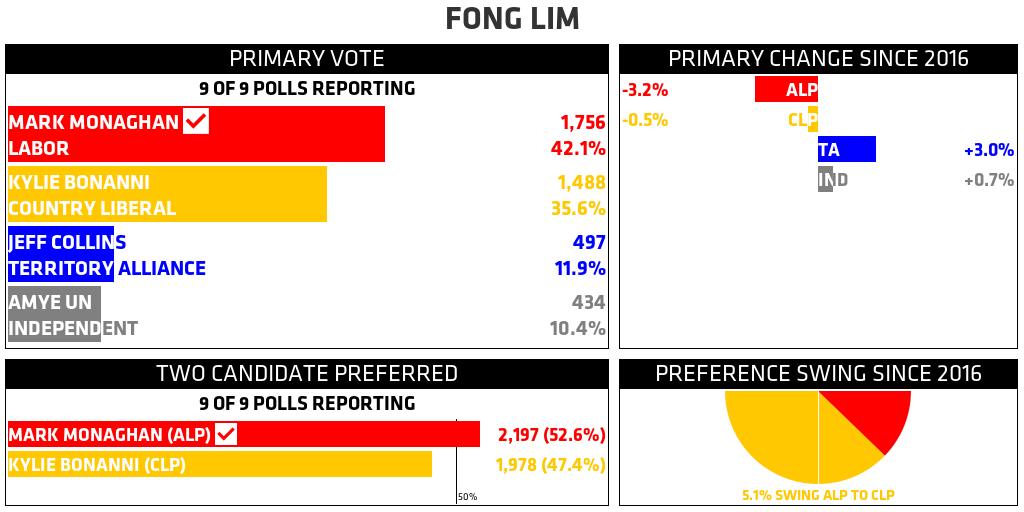 FONG LIM
PRIMARY VOTE
9 OF 9 POLLS REPORTING
MARK MONAGHAN 1,756
LABOR 42.1%
KYLIE BONANNI 1,488
COUNTRY LIBERAL 35.6%
JEFF COLLINS 497
TERRITORY ALLIANCE 11.9%
AMYE UN 434
INDEPENDENT 10.4%
PRIMARY CHANGE SINCE 2016
-3.2% ALP
-0.5% CLP
TA +3.0%
IND +0.7%
TWO CANDIDATE PREFERRED
9 OF 9 POLLS REPORTING
MARK MONAGHAN (ALP) 2,197 (52.6%)
KYLIE BONANNI (CLP) 1,978 (47.4%)
50%
PREFERENCE SWING SINCE 2016
5.1% SWING ALP TO CLP